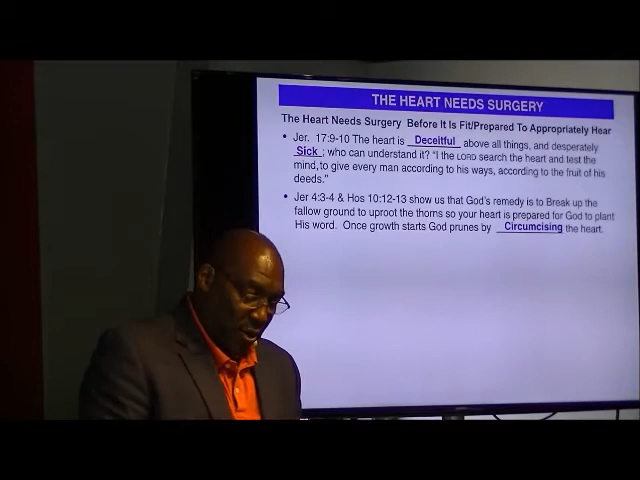 THE HEART NEEDS SURGERY
The Heart Needs Surgery Before It Is Fit/Prepared To Appropriately Hear
• Jer. 17:9-10 The heart is Deceitful above all things, and desperately
Sick; who can understand it? "I the LORD search the heart and test the
mind, to give every man according to his ways, according to the fruit of his
deeds."
• Jer 4:3-4 & Hos 10:12-13 show us that God's remedy is to Break up the
fallow ground to uproot the thorns so your heart is prepared for God to plant
His word. Once growth starts God prunes by Circumcising the heart.